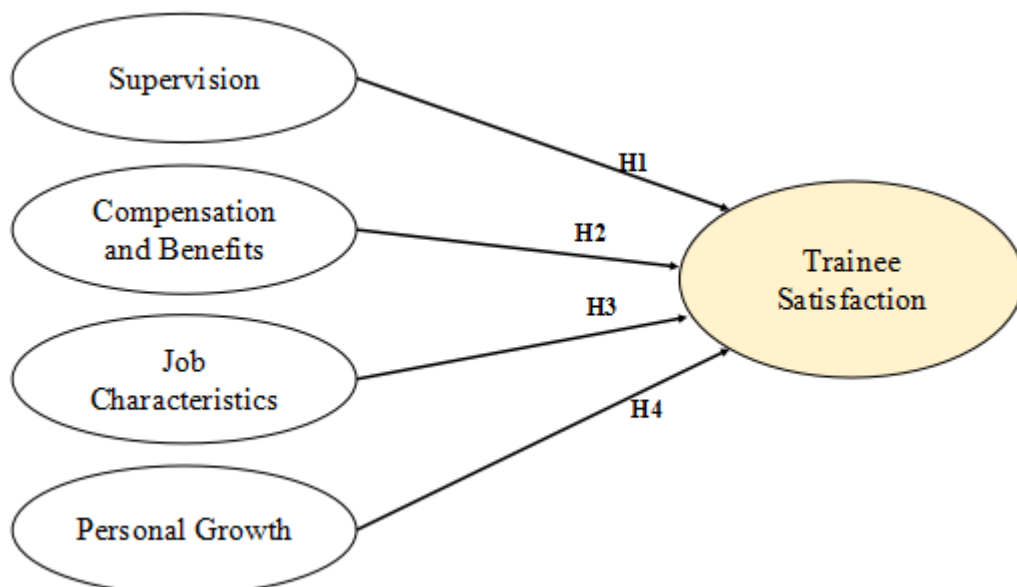 Supervision
H1
Compensation
and Benefits
H2
Trainee
Satisfaction
H3
Job
Characteristics
H4
Personal Growth